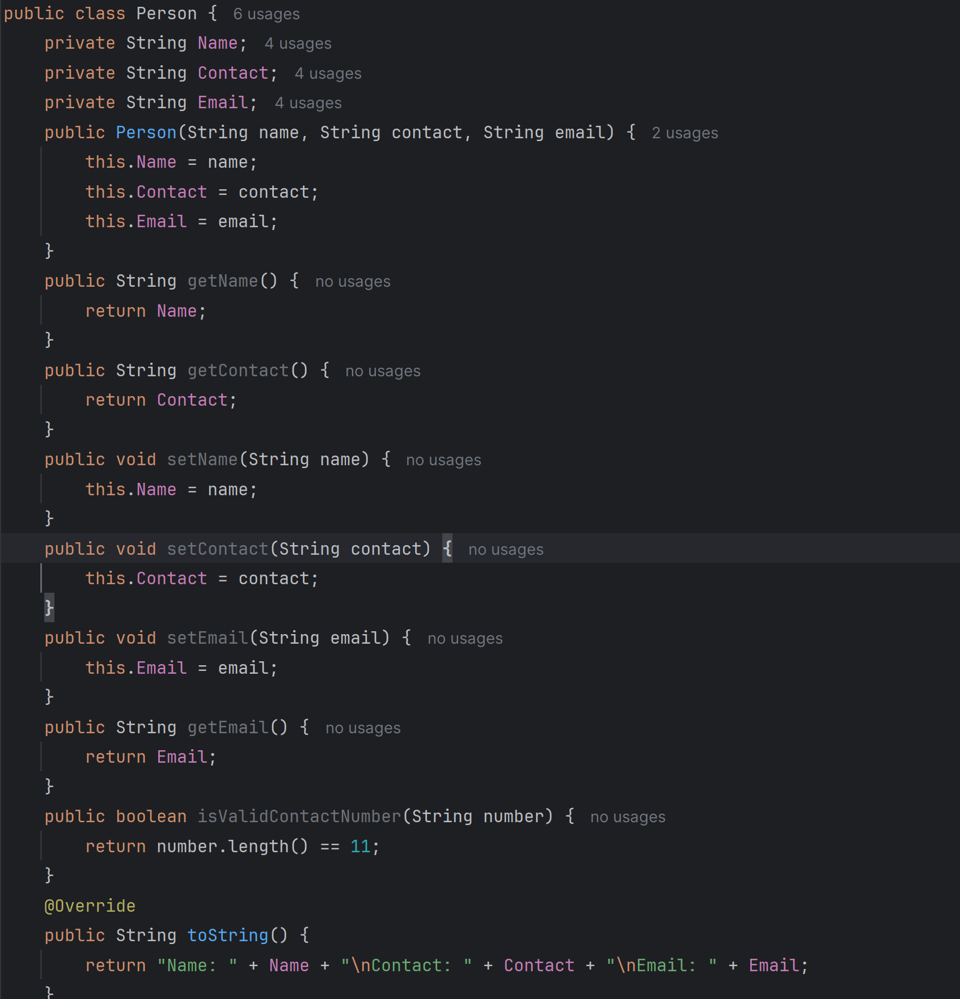 public class Person { 6 usages
    private String Name; 4 usages
    private String Contact; 4 usages
    private String Email; 4 usages
    public Person(String name, String contact, String email) { 2 usages
        this.Name = name;
        this.Contact = contact;
        this.Email = email;
    }
    public String getName() { no usages
        return Name;
    }
    public String getContact() { no usages
        return Contact;
    }
    public void setName(String name) { no usages
        this.Name = name;
    }
    public void setContact(String contact) { no usages
        this.Contact = contact;
    }
    public void setEmail(String email) { no usages
        this.Email = email;
    }
    public String getEmail() { no usages
        return Email;
    }
    public boolean isValidContactNumber(String number) { no usages
        return number.length() == 11;
    }
    @Override
    public String toString() {
        return "Name: " + Name + "\nContact: " + Contact + "\nEmail: " + Email;
    }